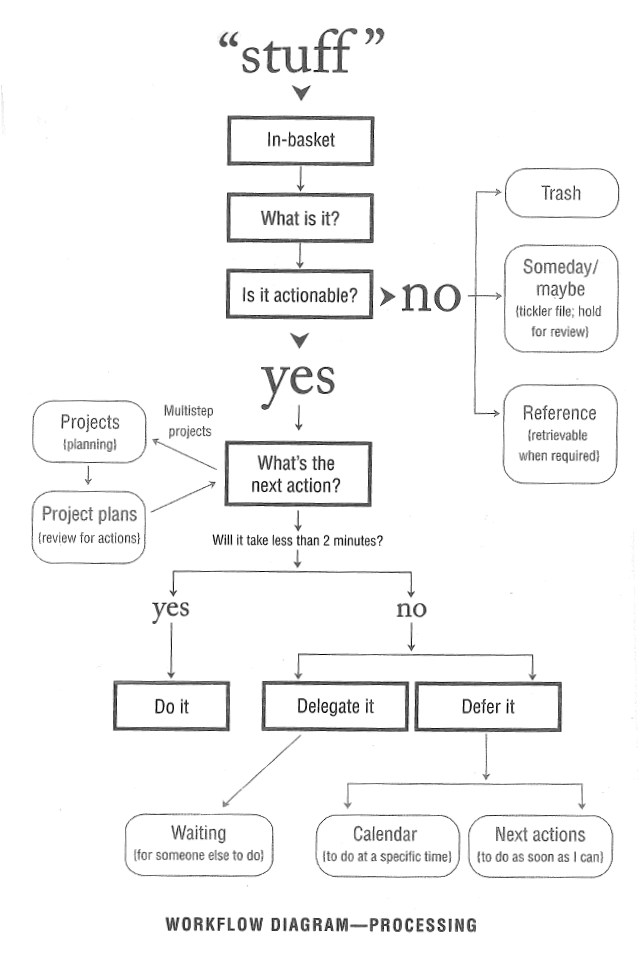 “stuff”
In-basket
What is it?
Trash
Is it actionable?
no
Someday/
maybe
{tickler file; hold
for review}
Reference
{retrievable
when required}
yes
Multistep
projects
Projects
{planning}
What's the
next action?
Project plans
{review for actions}
Will it take less than 2 minutes?
yes
no
Do it
Delegate it
Defer it
Waiting
{for someone else to do}
Calendar
{to do at a specific time}
Next actions
{to do as soon as I can}
WORKFLOW DIAGRAM—PROCESSING